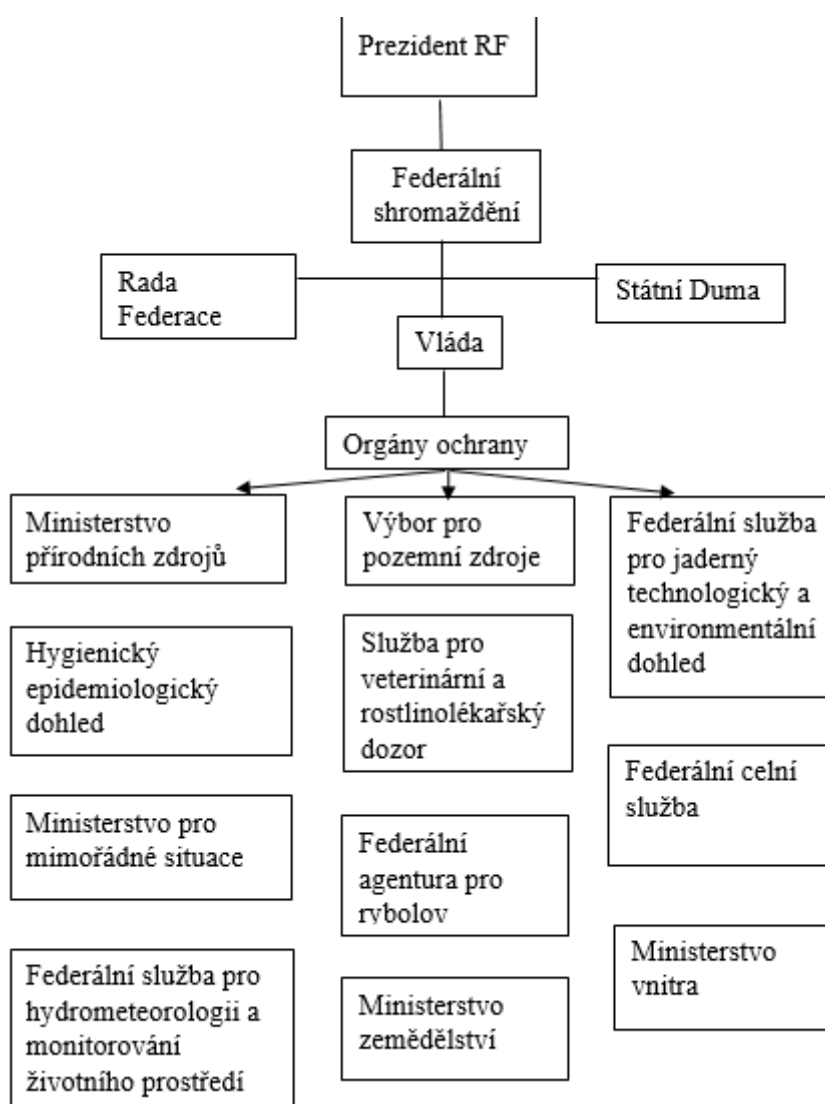 Prezident RF
Federální
shromaždění
Rada
Federace
Státní Duma
Vláda
Orgány ochrany
Ministerstvo
přírodních zdrojů
Výbor pro
pozemní zdroje
Federální služba
pro jaderný
technologický a
environmentální
dohled
Hygienický
epidemiologický
dohled
Služba pro
veterinární a
rostlinolékařský
dozor
Federální celní
služba
Ministerstvo pro
mimořádné situace
Federální
agentura pro
rybolov
Ministerstvo
vnitra
Federální služba pro
hydrometeorologii a
monitorování
životního prostředí
Ministerstvo
zemědělství